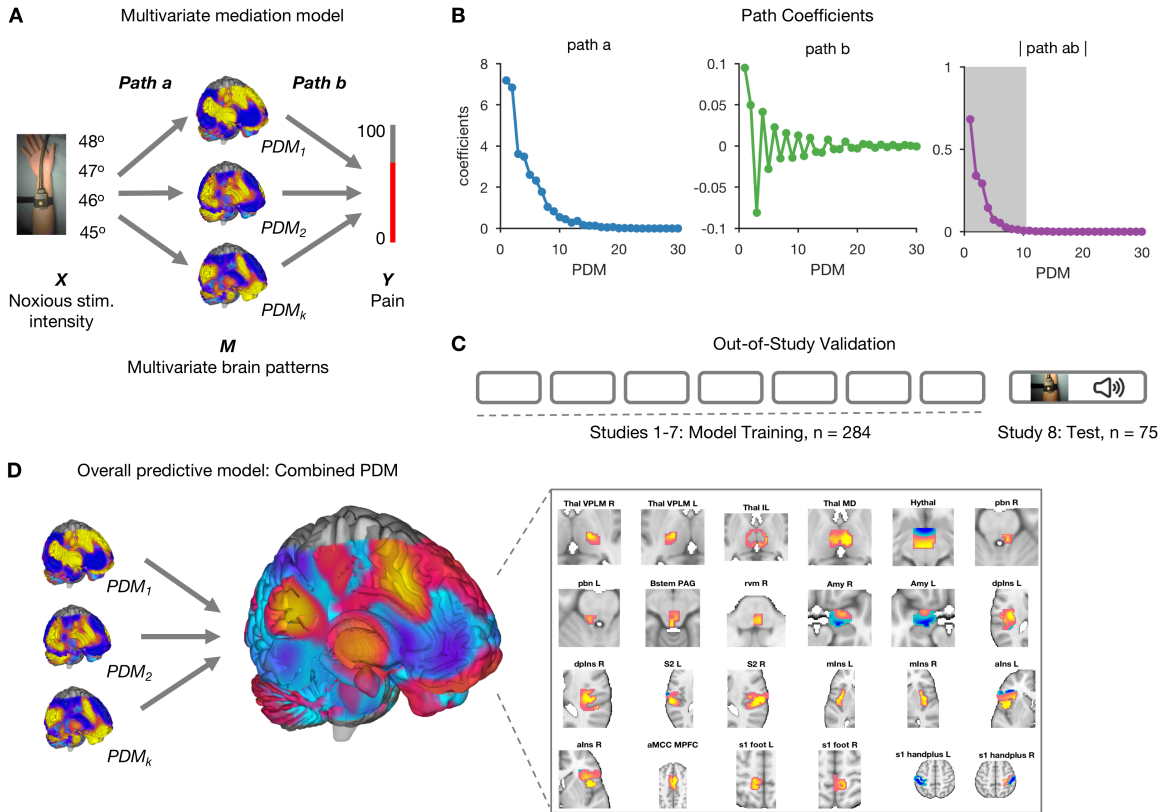 A
Multivariate mediation model
Path a
Path b
48º
47º
46º
45º
PDM1
PDM2
PDMk
100
0
X
Noxious stim.
intensity
Y
Pain
M
Multivariate brain patterns
B
Path Coefficients
path a
path b
| path ab |
coefficients
8
6
4
2
0
0 10 20 30
PDM
0.1
0.05
0
-0.05
-0.1
0 10 20 30
1
0.5
0
0 10 20 30
PDM
C
Out-of-Study Validation
Studies 1-7: Model Training, n = 284
Study 8: Test, n = 75
D
Overall predictive model: Combined PDM
PDM1
PDM2
PDMk
Thal VPLM R
Thal VPLM L
Thal IL
Thal MD
Hythal
pbn R
pbn L
Bstem PAG
rvm R
Amy R
Amy L
dpIns L
dpIns R
S2 L
S2 R
mIns L
mIns R
aIns L
aIns R
aMCC MPFC
s1 foot L
s1 foot R
s1 handplus L
s1 handplus R